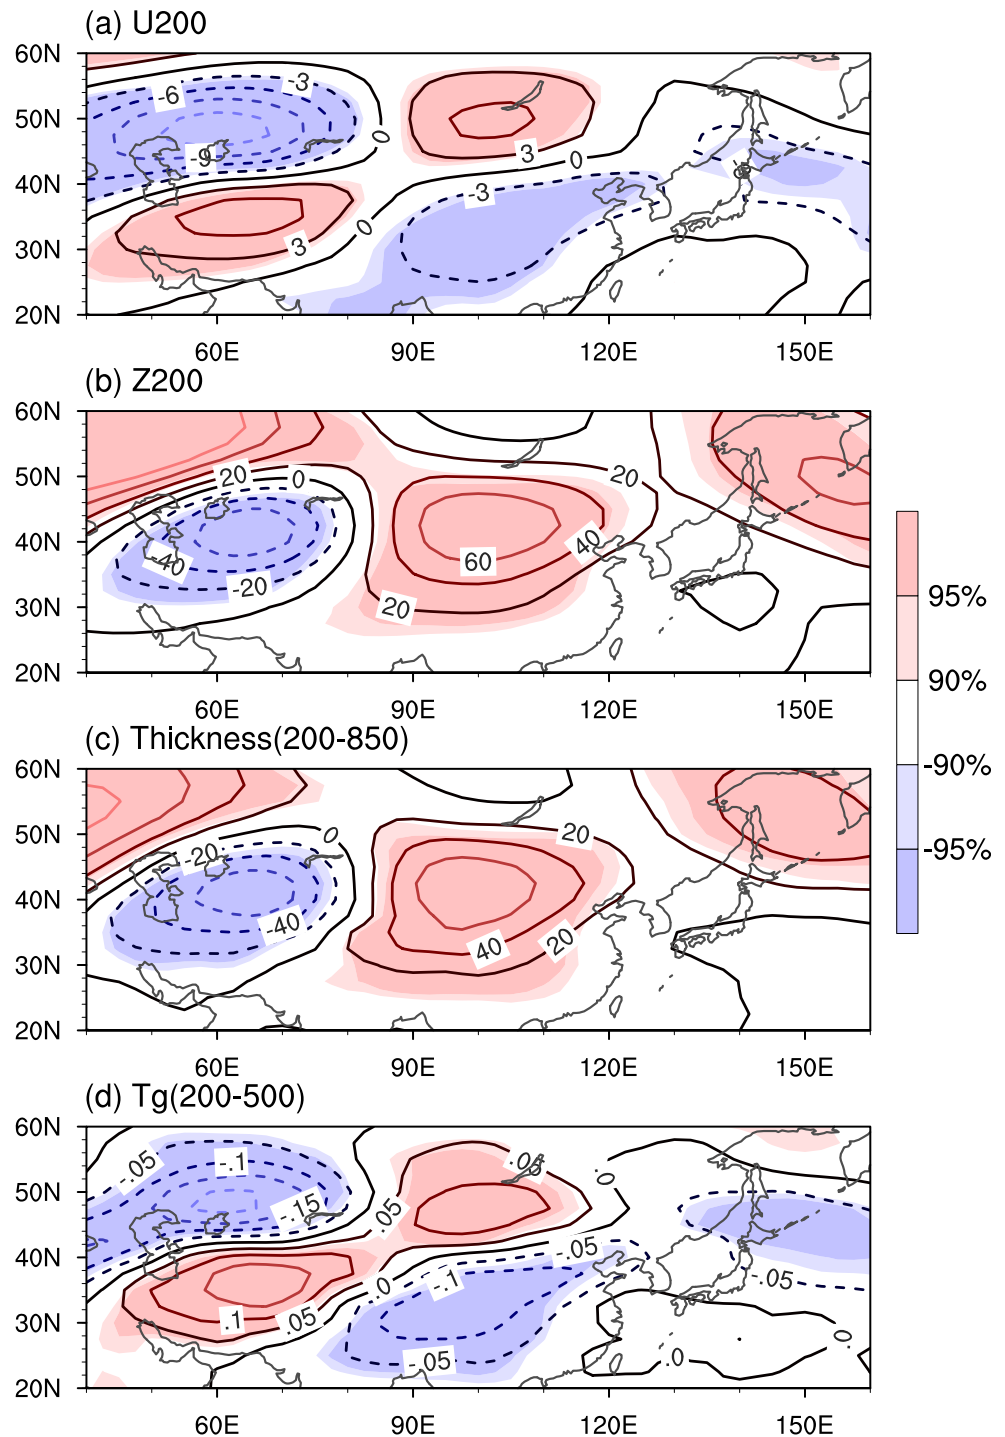 (a) U200
60N
50N
40N
30N
20N
-6
-3
-9
0
3
0
-3
3
0
60E
90E
120E
150E
(b) Z200
60N
50N
40N
30N
20N
20
0
20
-40
40
60
-20
20
60E
90E
120E
150E
95%
90%
-90%
-95%
(c) Thickness(200-850)
60N
50N
40N
30N
20N
-20
0
20
-40
40
20
60E
90E
120E
150E
(d) Tg(200-500)
60N
50N
40N
30N
20N
-.05
-.1
.05
.0
-.15
.05
-.05
.0
-.1
-.05
.1
.05
-.05
.0
.0
60E
90E
120E
150E